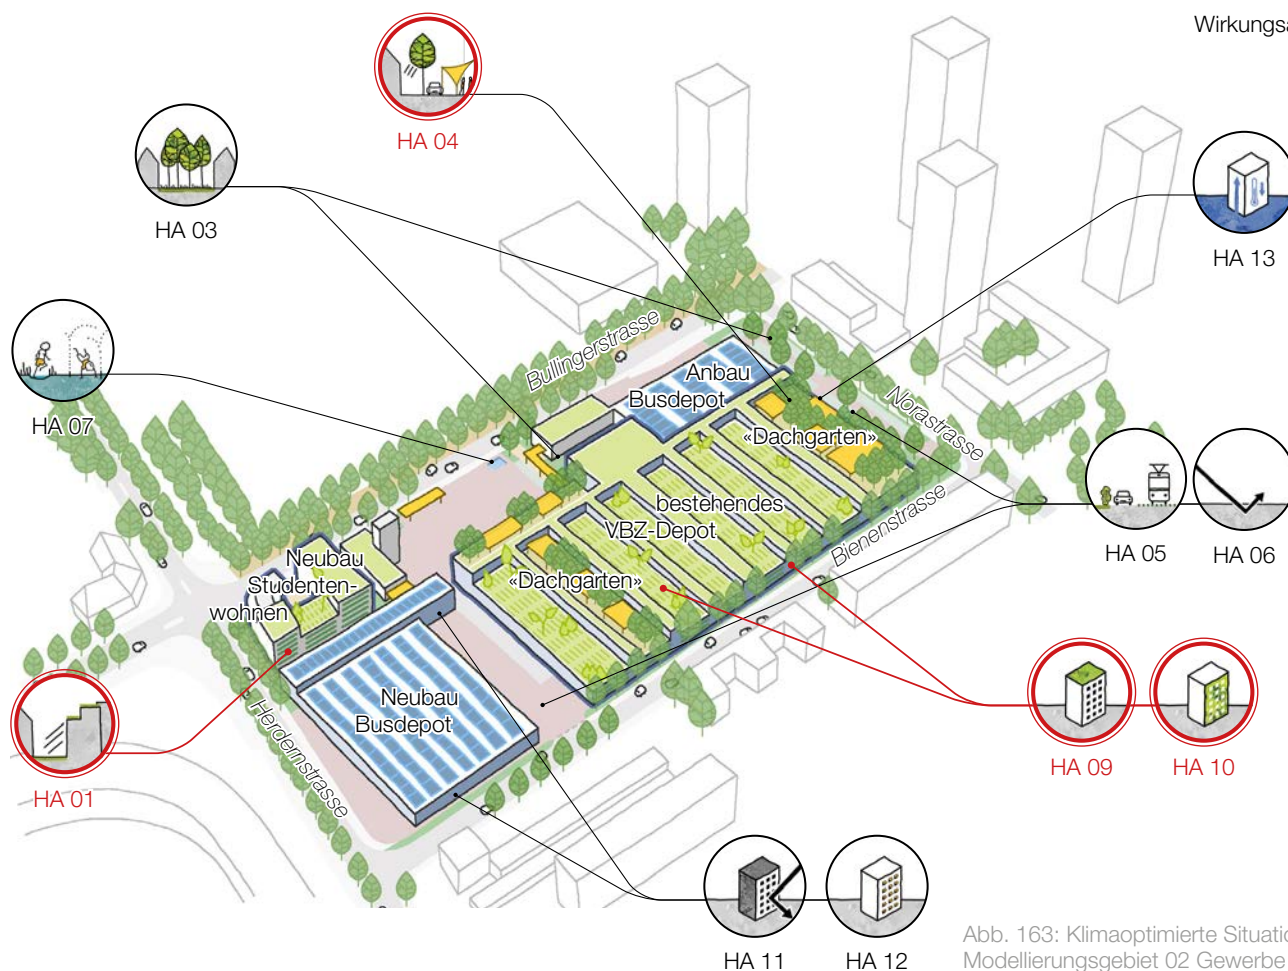 Wirkungsa
HA 04
HA 03
HA 13
HA 07
Bullingerstrasse
Anbau
Busdepot
Norastrasse
«Dachgarten»
bestehendes
VBZ-Depot
Bienenstrasse
HA 05
HA 06
Neubau
Studenten-
wohnen
«Dachgarten»
Neubau
Busdepot
Herdernstrasse
HA 01
HA 09
HA 10
HA 11
HA 12
Abb. 163: Klimaoptimierte Situatio
Modellierungsgebiet 02 Gewerbe